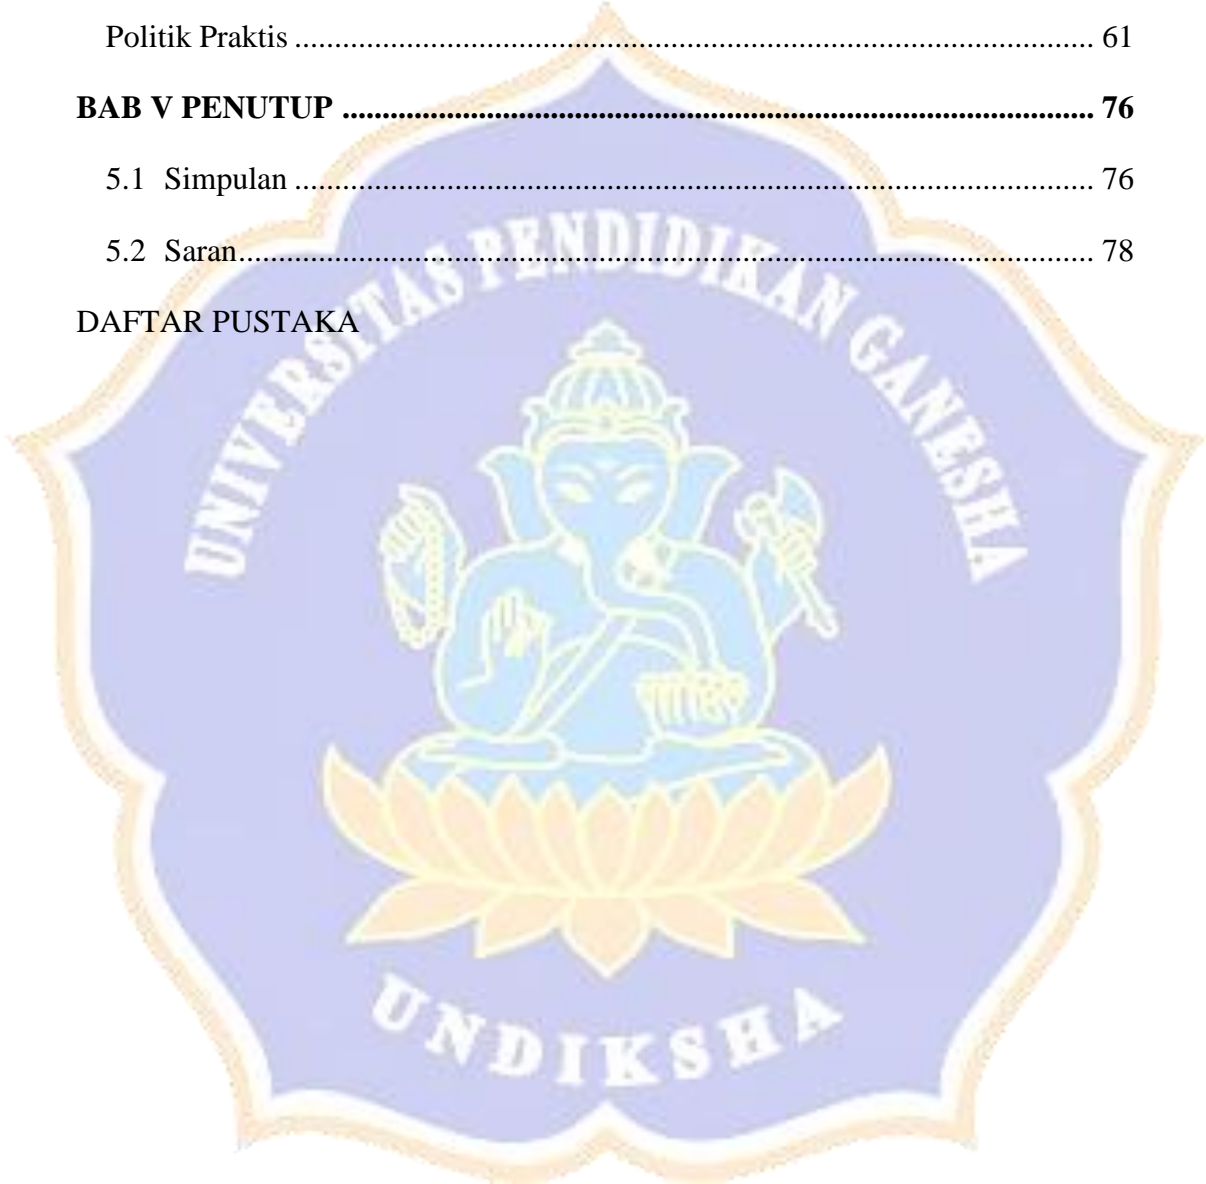 Politik Praktis ..................................................................................................... 61
BAB V PENUTUP ............................................................................................... 76
5.1 Simpulan ..................................................................................................... 76
5.2 Saran............................................................................................................ 78
DAFTAR PUSTAKA
UNIVERSITAS PENDIDIKAN GANESHA
UNDIKSHA